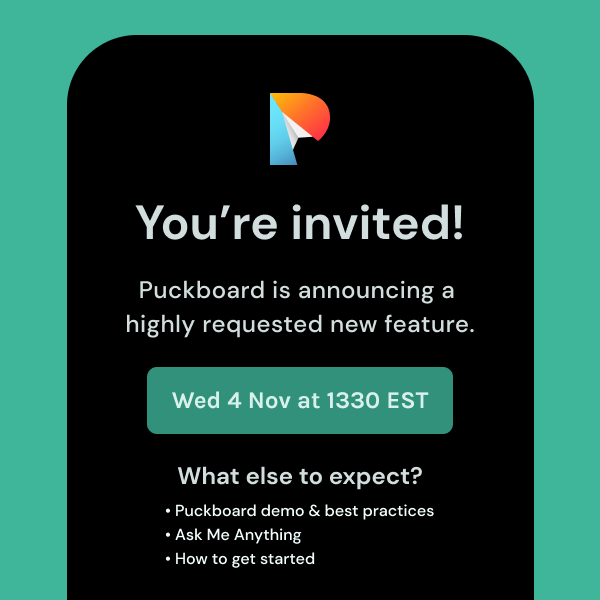 You’re invited!
Puckboard is announcing a
highly requested new feature.
Wed 4 Nov at 1330 EST
What else to expect?
• Puckboard demo & best practices
• Ask Me Anything
• How to get started